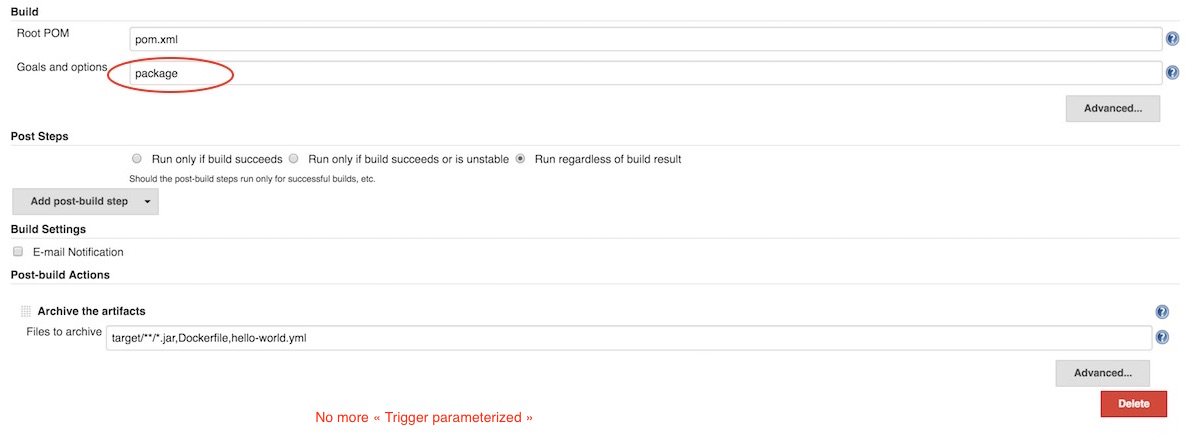 Build
Root POM
pom.xml
Goals and options
package
Advanced...
Post Steps
Run only if build succeeds Run only if build succeeds or is unstable Run regardless of build result
Should the post-build steps run only for successful builds, etc.
Add post-build step
Build Settings
E-mail Notification
Post-build Actions
Archive the artifacts
Files to archive
target/**/*.jar,Dockerfile,hello-world.yml
Advanced...
Delete
No more « Trigger parameterized »